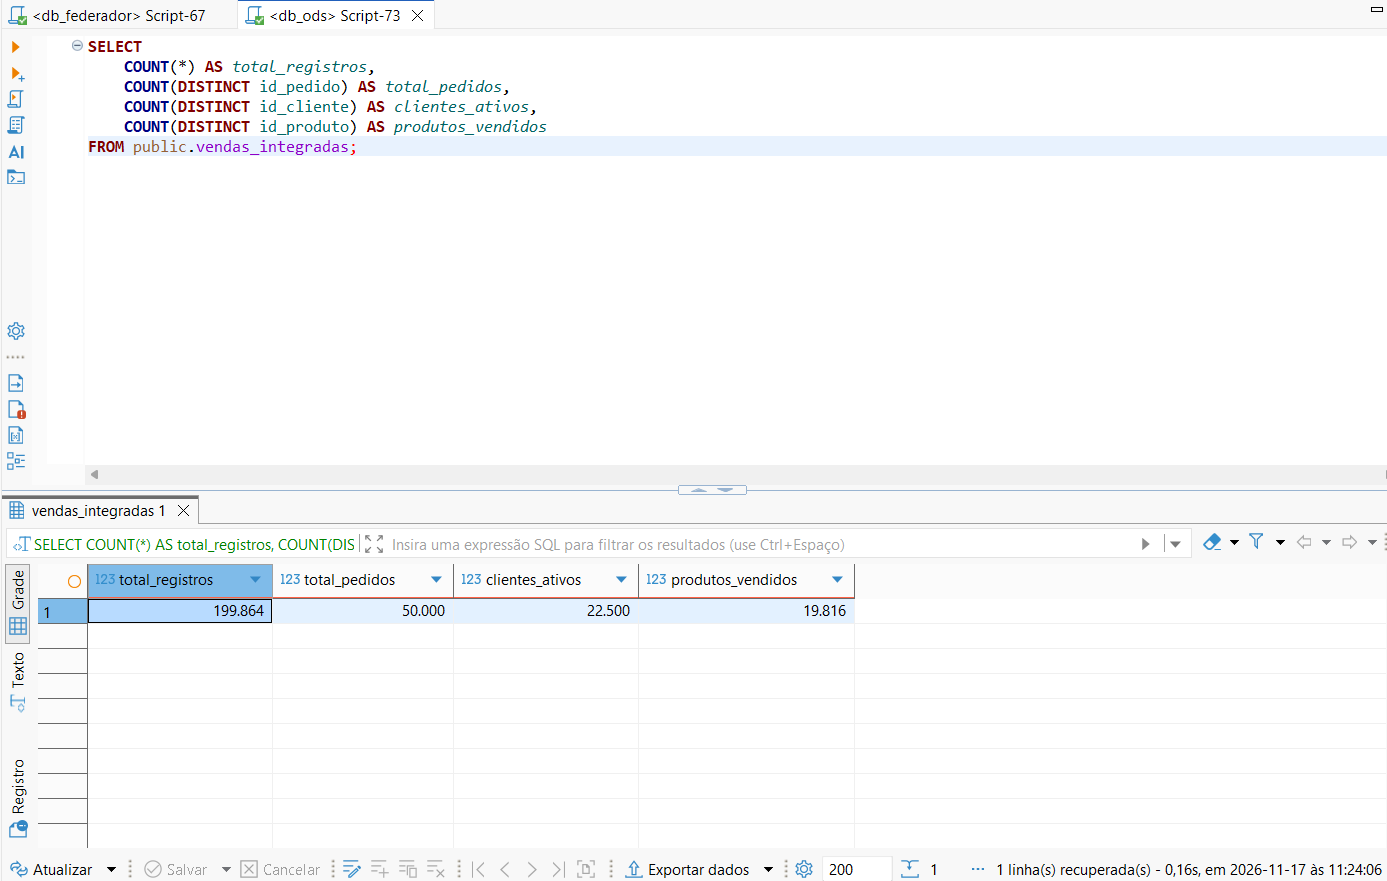 <db_federador> Script-67
<db_ods> Script-73
SELECT
COUNT(*) AS total_registros,
COUNT(DISTINCT id_pedido) AS total_pedidos,
COUNT(DISTINCT id_cliente) AS clientes_ativos,
COUNT(DISTINCT id_produto) AS produtos_vendidos
FROM public.vendas_integradas;
AI
vendas_integradas 1
SELECT COUNT(*) AS total_registros, COUNT(DIS Insira uma expressão SQL para filtrar os resultados (use Ctrl+Espaço)
Grade
Texto
Registro
123 total_registros 123 total_pedidos 123 clientes_ativos 123 produtos_vendidos
1 199.864 50.000 22.500 19.816
Atualizar Salvar Cancelar Exportar dados 200 1 ... 1 linha(s) recuperada(s) - 0,16s, em 2026-11-17 às 11:24:06